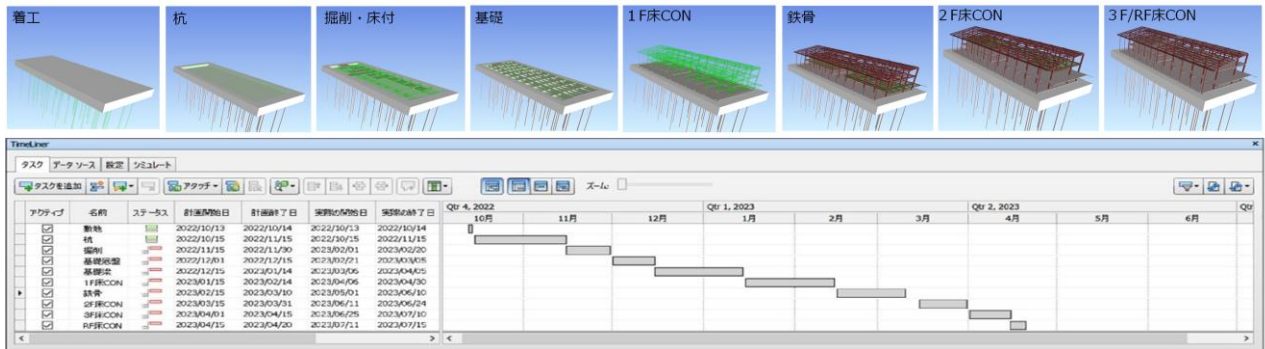 着工 杭 掘削・床付 基礎 1F床CON 鉄骨 2F床CON 3F/RF床CON
TimeLiner
タスク データ ソース 設定 シミュレート
タスクを追加 アタッチ ズーム:
アクティブ 名前 ステータス 計画開始日 計画終了日 実際の開始日 実際の終了日 Qtr 4, 2022 Qtr 1, 2023 Qtr 2, 2023 Qtr
10月 11月 12月 1月 2月 3月 4月 5月 6月
敷地 2022/10/13 2022/10/14 2022/10/13 2022/10/14
杭 2022/10/15 2022/11/15 2022/10/15 2022/11/15
掘削 2022/11/15 2022/11/30 2023/02/01 2023/02/20
基礎底盤 2022/12/01 2022/12/15 2023/02/21 2023/03/05
基礎梁 2022/12/15 2023/01/14 2023/03/06 2023/04/05
1F床CON 2023/01/15 2023/02/14 2023/04/06 2023/04/30
鉄骨 2023/02/15 2023/03/10 2023/05/01 2023/06/10
2F床CON 2023/03/15 2023/03/31 2023/06/11 2023/06/24
3F床CON 2023/04/01 2023/04/15 2023/06/25 2023/07/10
RF床CON 2023/04/15 2023/04/20 2023/07/11 2023/07/15